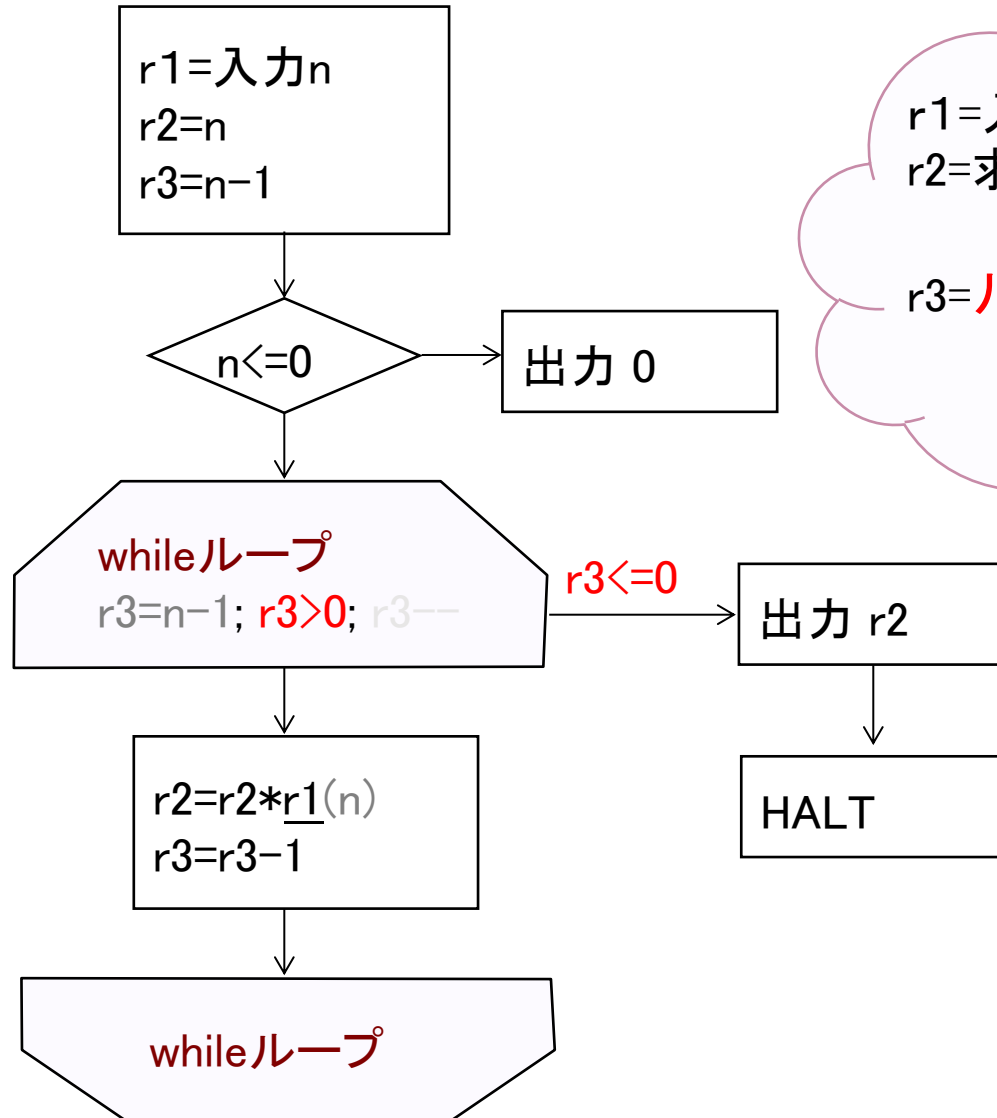 r1=入力n
r2=n
r3=n-1
r1=
r2=求
r3=
n<=0
出力 0
whileループ
r3=n-1; r3>0; r3--
r3<=0
出力 r2
r2=r2*r1(n)
r3=r3-1
HALT
whileループ